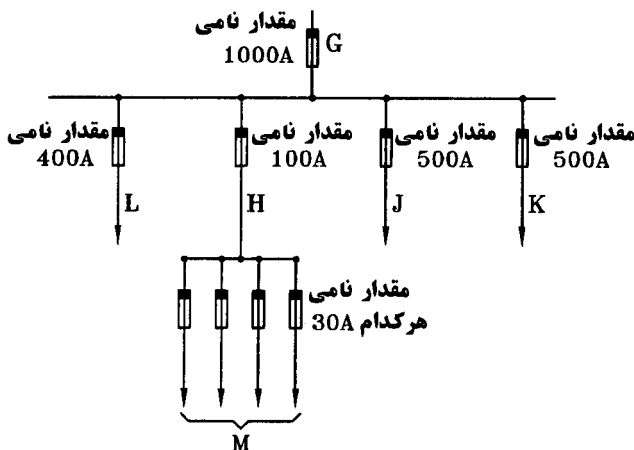 مقدار نامی
1000A
G
مقدار نامی
400A
مقدار نامی
100A
مقدار نامی
500A
مقدار نامی
500A
L
H
J
K
مقدار نامی
هرکدام 30A
M